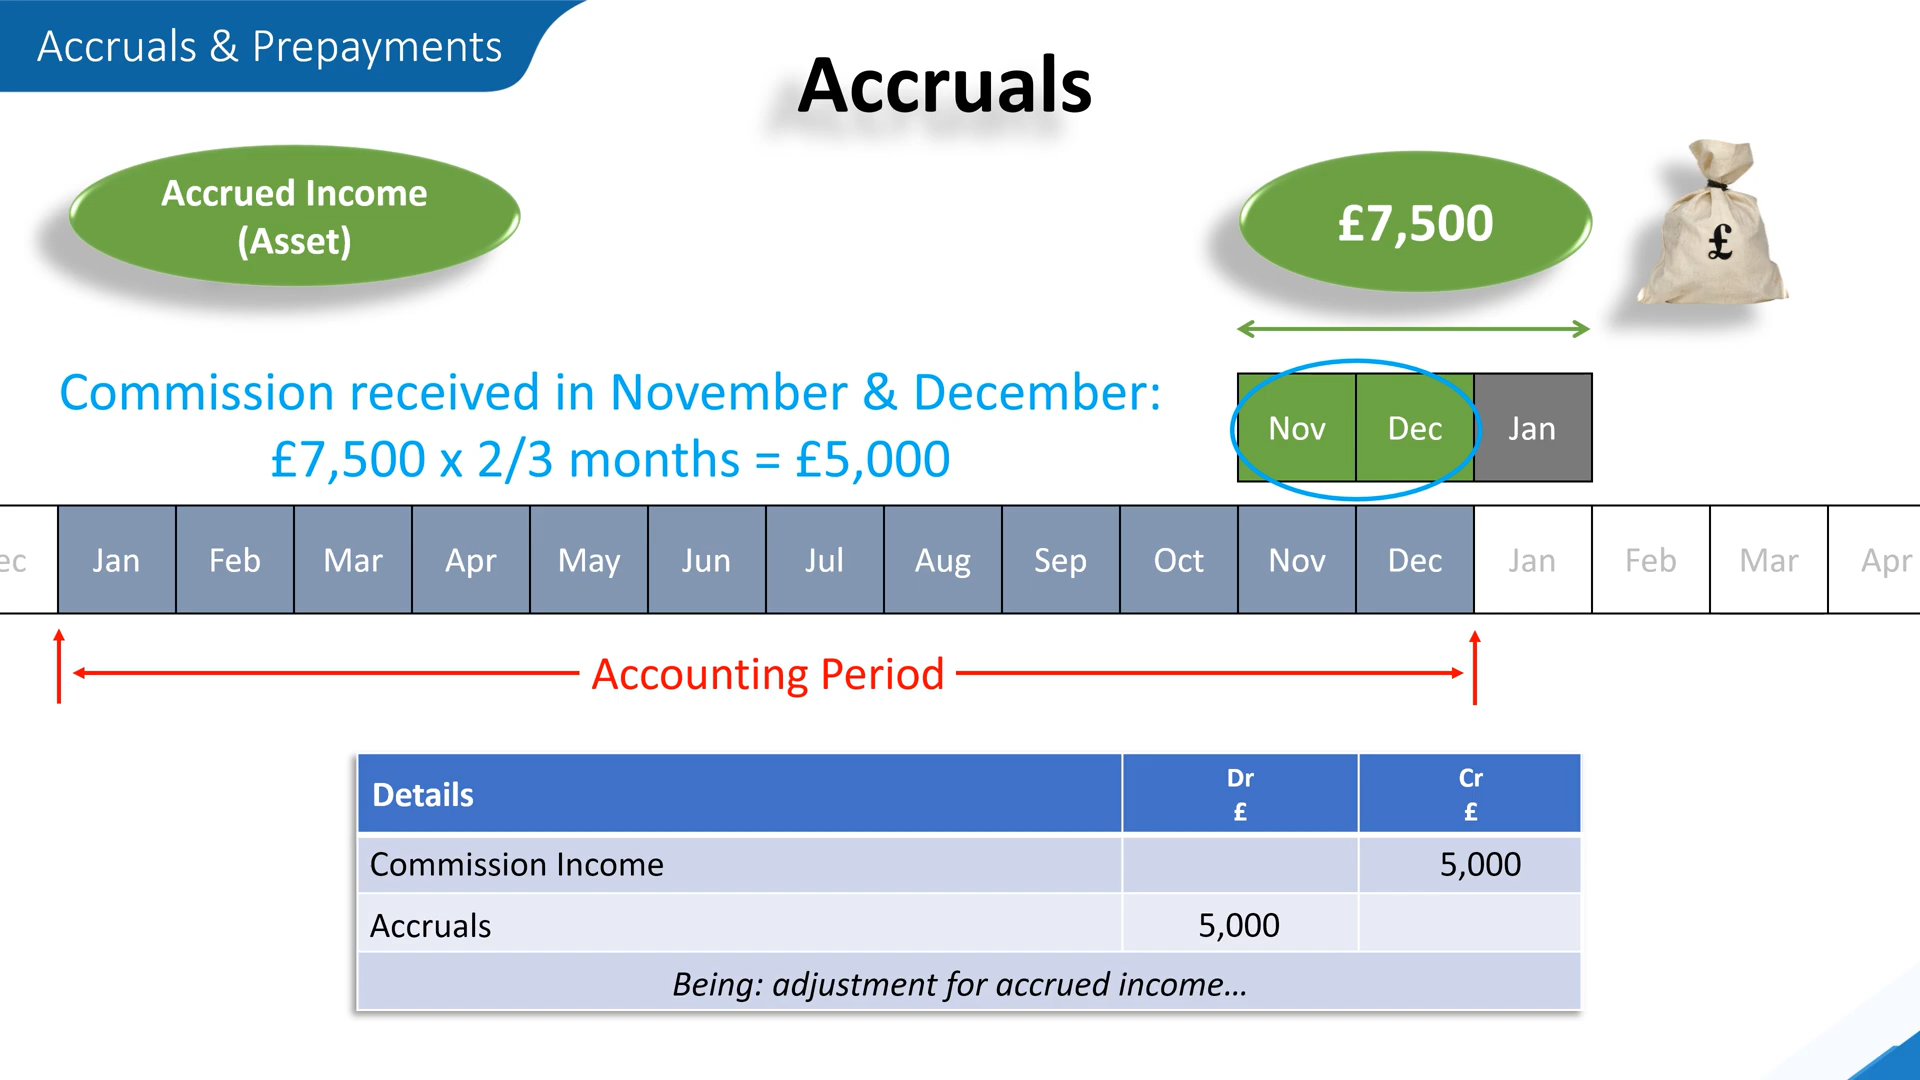 Accruals & Prepayments
Accruals
Accrued Income
(Asset)
£7,500
£
Commission received in November & December:
£7,500 x 2/3 months = £5,000
Nov Dec Jan
ec Jan Feb Mar Apr May Jun Jul Aug Sep Oct Nov Dec Jan Feb Mar Apr
Accounting Period
Details Dr Cr
£ £
Commission Income 5,000
Accruals 5,000
Being: adjustment for accrued income...